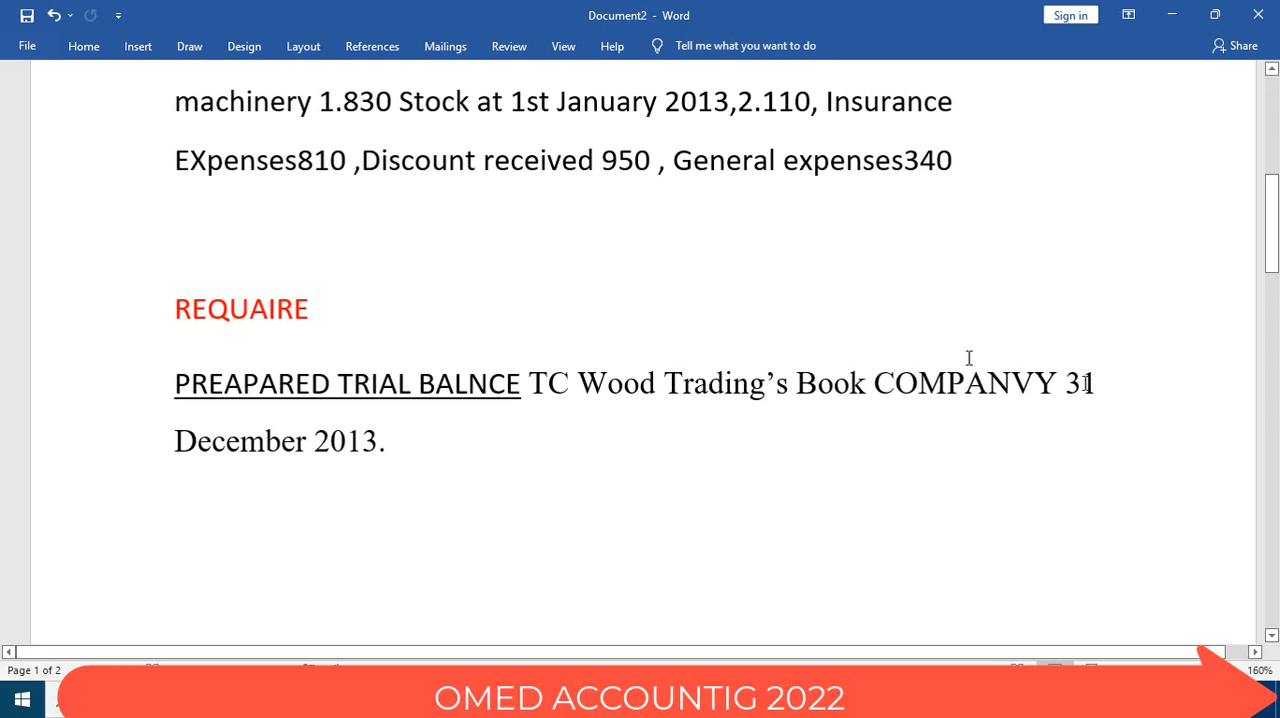 Document2 - Word
Sign in
File Home Insert Draw Design Layout References Mailings Review View Help Tell me what you want to do Share
machinery 1.830 Stock at 1st January 2013,2.110, Insurance
EXpenses810 ,Discount received 950 , General expenses340
REQUAIRE
PREAPARED TRIAL BALNCE TC Wood Trading’s Book COMPANVY 31
December 2013.
Page 1 of 2
160%
OMED ACCOUNTIG 2022